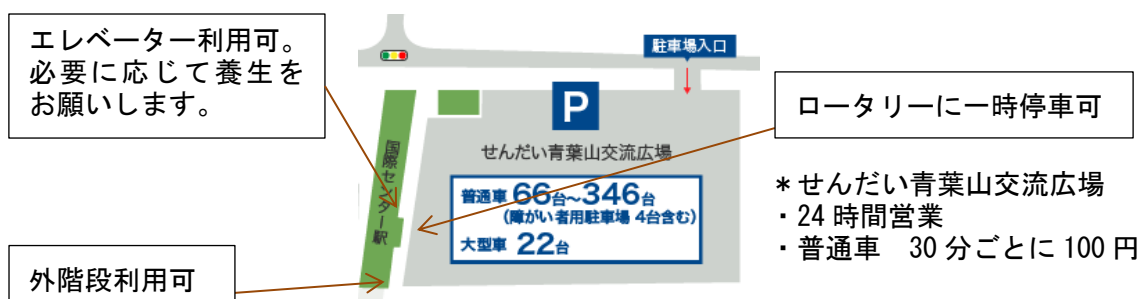 エレベーター利用可。
必要に応じて養生を
お願いします。
駐車場入口
P
ロータリーに一時停車可
せんだい青葉山交流広場
国際センター駅
普通車 66台～346台
（障がい者用駐車場 4台含む）
大型車 22台
＊せんだい青葉山交流広場
・24時間営業
・普通車　30分ごとに100円
外階段利用可